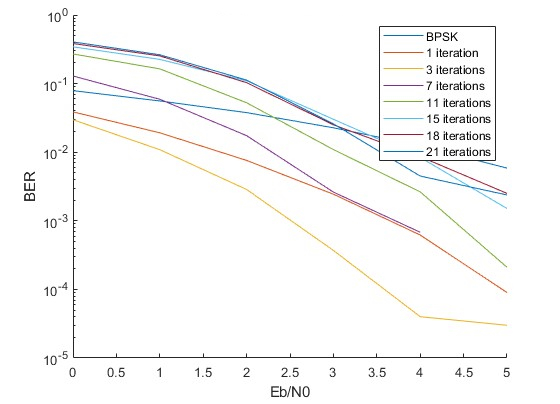 10^0
10^-1
10^-2
10^-3
10^-4
10^-5
BER
BPSK
1 iteration
3 iterations
7 iterations
11 iterations
15 iterations
18 iterations
21 iterations
0 0.5 1 1.5 2 2.5 3 3.5 4 4.5 5
Eb/N0